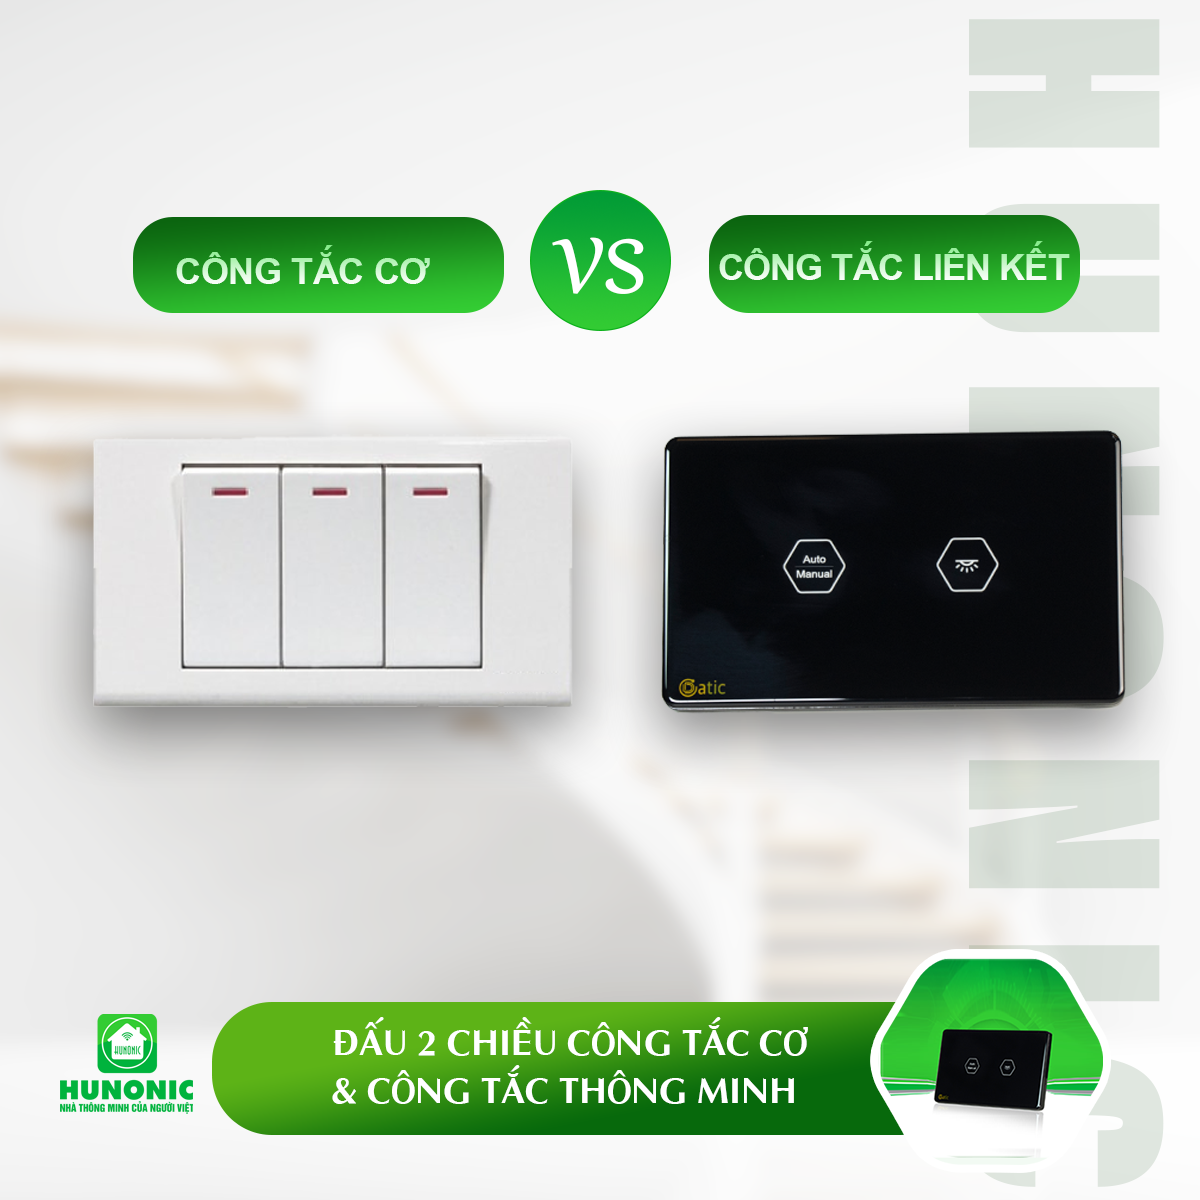 CÔNG TẮC CƠ
VS
CÔNG TẮC LIÊN KẾT
Auto
Manual
Datic
ĐẤU 2 CHIỀU CÔNG TẮC CƠ
& CÔNG TẮC THÔNG MINH
HUNONIC
HUNONIC
NHÀ THÔNG MINH CỦA NGƯỜI VIỆT